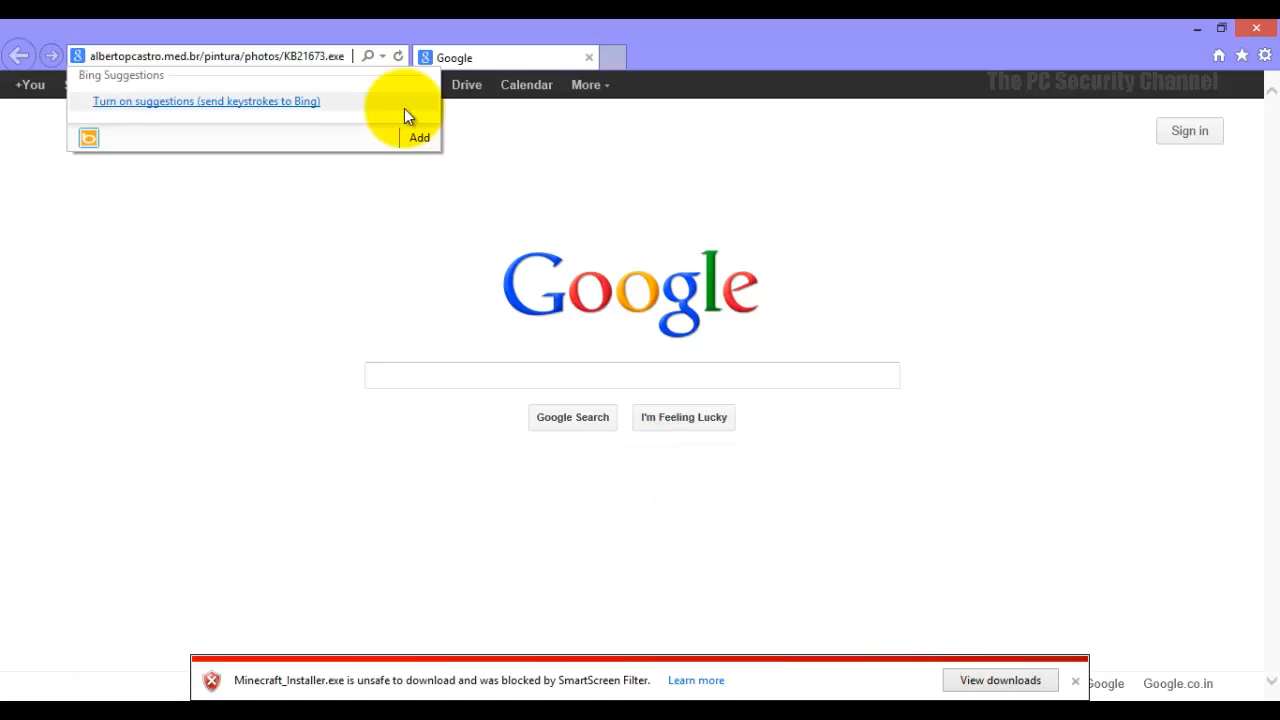 albertopcastro.med.br/pintura/photos/KB21673.exe
Google
Bing Suggestions
Turn on suggestions (send keystrokes to Bing)
Add
+You
Drive
Calendar
More
The PC Security Channel
Sign in
Google
Google Search
I'm Feeling Lucky
Minecraft_Installer.exe is unsafe to download and was blocked by SmartScreen Filter.
Learn more
View downloads
Google
Google.co.in